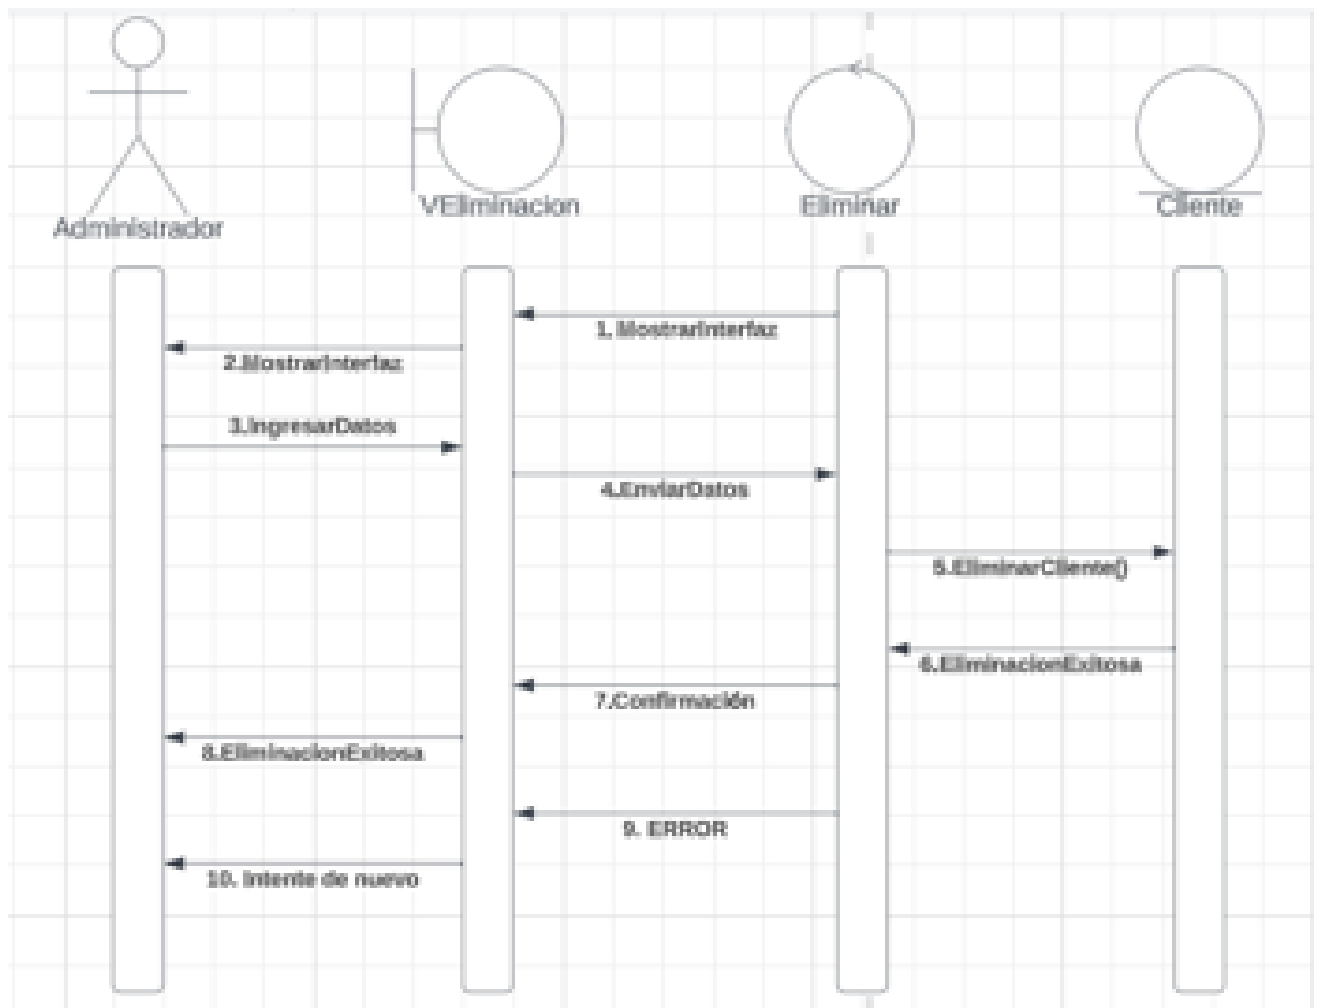 Administrador
VEliminacion
Eliminar
Cliente
1. MostrarInterfaz
2.MostrarInterfaz
3.IngresarDatos
4.EnviarDatos
5.EliminarCliente()
6.EliminacionExitosa
7.Confirmación
8.EliminacionExitosa
9. ERROR
10. Intente de nuevo